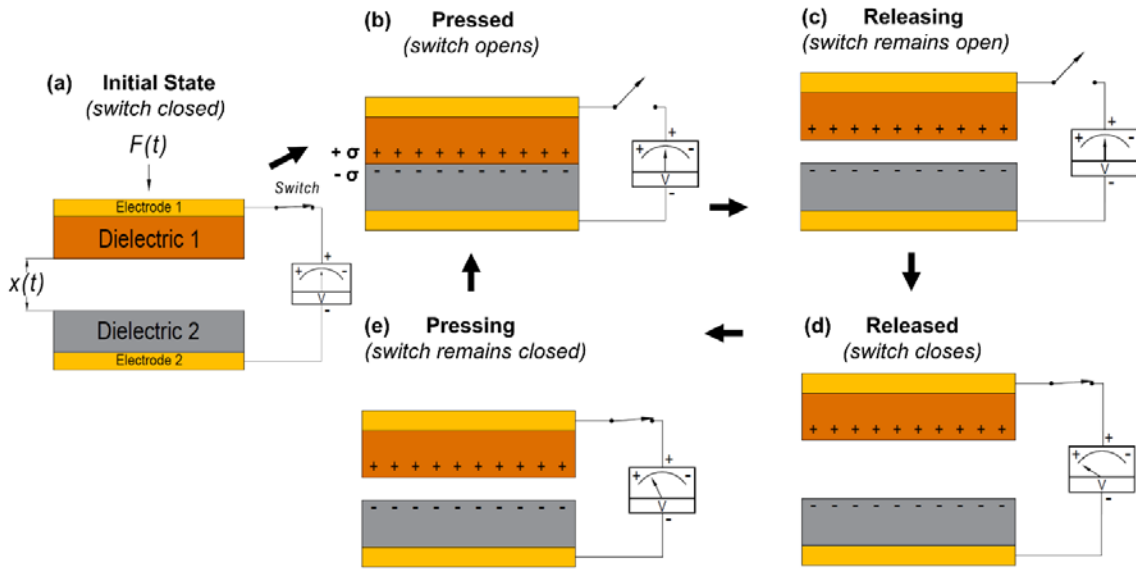 (a) Initial State
(switch closed)
F(t)
Switch
Electrode 1
Dielectric 1
x(t)
Dielectric 2
Electrode 2
+
+ -
V
-
(b) Pressed
(switch opens)
+ σ + + + + + + + + + +
- σ - - - - - - - - - -
+
+ -
V
-
(c) Releasing
(switch remains open)
+ + + + + + + + + +
- - - - - - - - - -
+
+ -
V
-
(d) Released
(switch closes)
+ + + + + + + + + +
- - - - - - - - - -
+
+ -
V
-
(e) Pressing
(switch remains closed)
+ + + + + + + + + +
- - - - - - - - - -
+
+ -
V
-